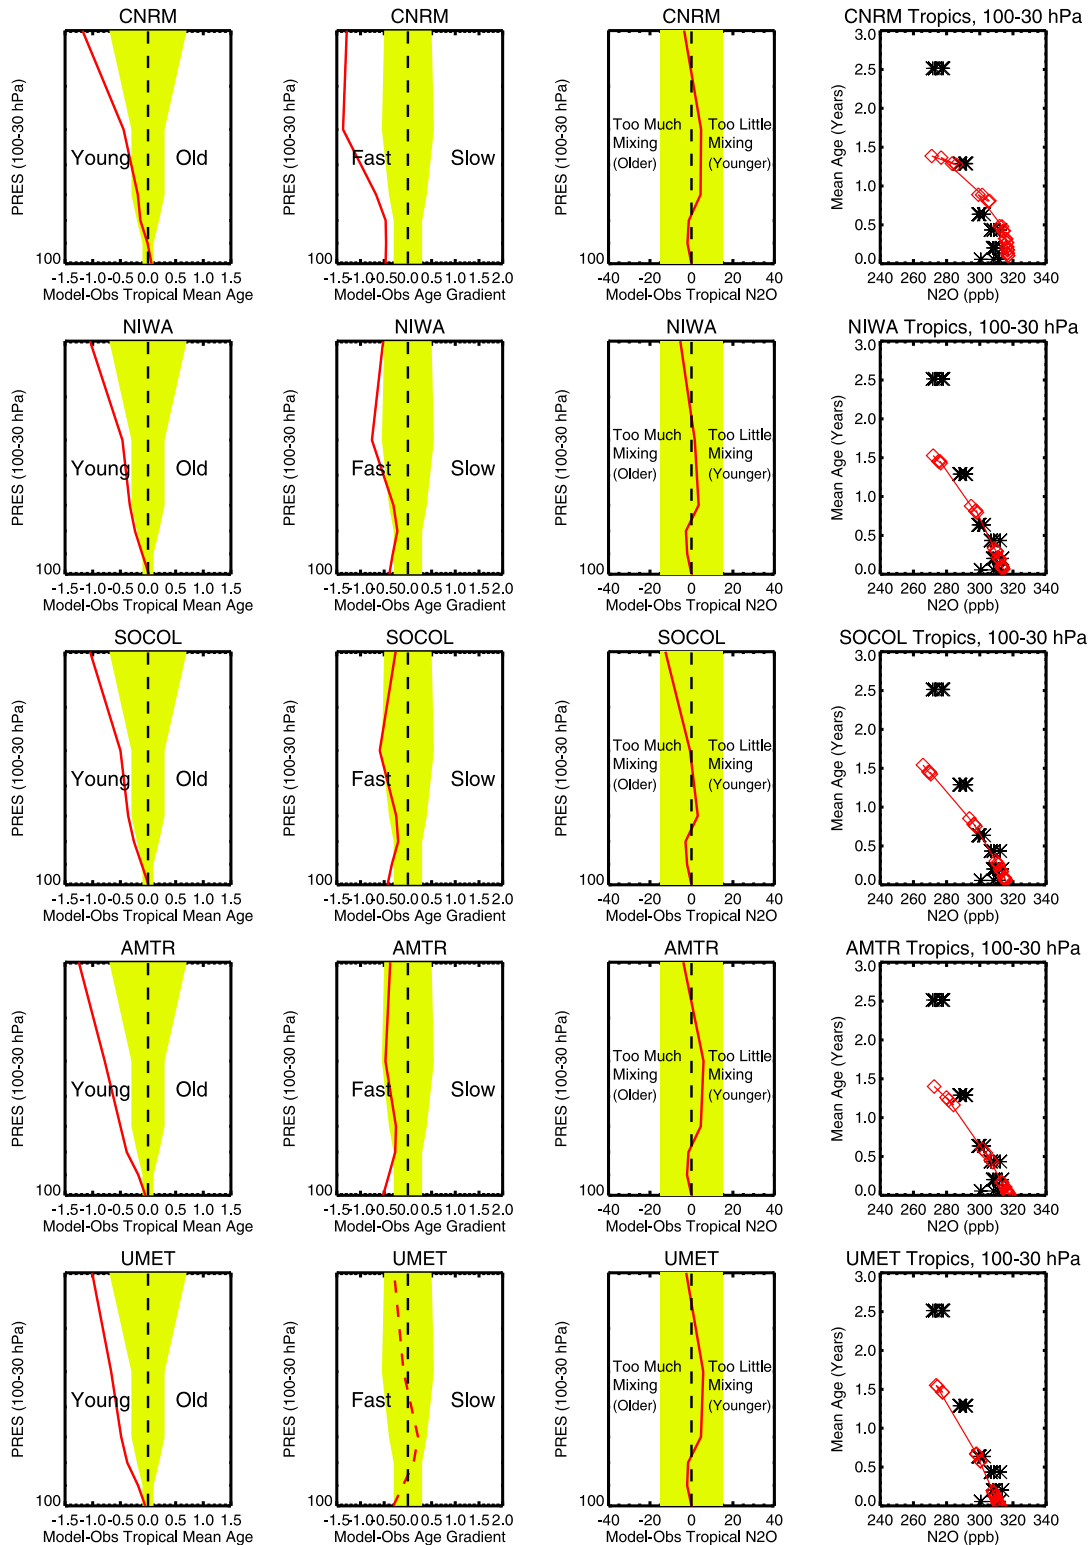 CNRM
PRES (100-30 hPa)
Young
Old
100
-1.5-1.0-0.5 0.0 0.5 1.0 1.5
Model-Obs Tropical Mean Age
CNRM
PRES (100-30 hPa)
Fast
Slow
100
-1.5-1.0-0.50.0 0.5 1.0 1.52.0
Model-Obs Age Gradient
CNRM
PRES (100-30 hPa)
Too Much
Mixing
(Older)
Too Little
Mixing
(Younger)
100
-40 -20 0 20 40
Model-Obs Tropical N2O
CNRM Tropics, 100-30 hPa
Mean Age (Years)
3.0
2.5
2.0
1.5
1.0
0.5
0.0
240 260 280 300 320 340
N2O (ppb)
NIWA
PRES (100-30 hPa)
Young
Old
100
-1.5-1.0-0.5 0.0 0.5 1.0 1.5
Model-Obs Tropical Mean Age
NIWA
PRES (100-30 hPa)
Fast
Slow
100
-1.5-1.0-0.50.0 0.5 1.0 1.52.0
Model-Obs Age Gradient
NIWA
PRES (100-30 hPa)
Too Much
Mixing
(Older)
Too Little
Mixing
(Younger)
100
-40 -20 0 20 40
Model-Obs Tropical N2O
NIWA Tropics, 100-30 hPa
Mean Age (Years)
3.0
2.5
2.0
1.5
1.0
0.5
0.0
240 260 280 300 320 340
N2O (ppb)
SOCOL
PRES (100-30 hPa)
Young
Old
100
-1.5-1.0-0.5 0.0 0.5 1.0 1.5
Model-Obs Tropical Mean Age
SOCOL
PRES (100-30 hPa)
Fast
Slow
100
-1.5-1.0-0.50.0 0.5 1.0 1.52.0
Model-Obs Age Gradient
SOCOL
PRES (100-30 hPa)
Too Much
Mixing
(Older)
Too Little
Mixing
(Younger)
100
-40 -20 0 20 40
Model-Obs Tropical N2O
SOCOL Tropics, 100-30 hPa
Mean Age (Years)
3.0
2.5
2.0
1.5
1.0
0.5
0.0
240 260 280 300 320 340
N2O (ppb)
AMTR
PRES (100-30 hPa)
Young
Old
100
-1.5-1.0-0.5 0.0 0.5 1.0 1.5
Model-Obs Tropical Mean Age
AMTR
PRES (100-30 hPa)
Fast
Slow
100
-1.5-1.0-0.50.0 0.5 1.0 1.52.0
Model-Obs Age Gradient
AMTR
PRES (100-30 hPa)
Too Much
Mixing
(Older)
Too Little
Mixing
(Younger)
100
-40 -20 0 20 40
Model-Obs Tropical N2O
AMTR Tropics, 100-30 hPa
Mean Age (Years)
3.0
2.5
2.0
1.5
1.0
0.5
0.0
240 260 280 300 320 340
N2O (ppb)
UMET
PRES (100-30 hPa)
Young
Old
100
-1.5-1.0-0.5 0.0 0.5 1.0 1.5
Model-Obs Tropical Mean Age
UMET
PRES (100-30 hPa)
Fast
Slow
100
-1.5-1.0-0.50.0 0.5 1.0 1.52.0
Model-Obs Age Gradient
UMET
PRES (100-30 hPa)
Too Much
Mixing
(Older)
Too Little
Mixing
(Younger)
100
-40 -20 0 20 40
Model-Obs Tropical N2O
UMET Tropics, 100-30 hPa
Mean Age (Years)
3.0
2.5
2.0
1.5
1.0
0.5
0.0
240 260 280 300 320 340
N2O (ppb)